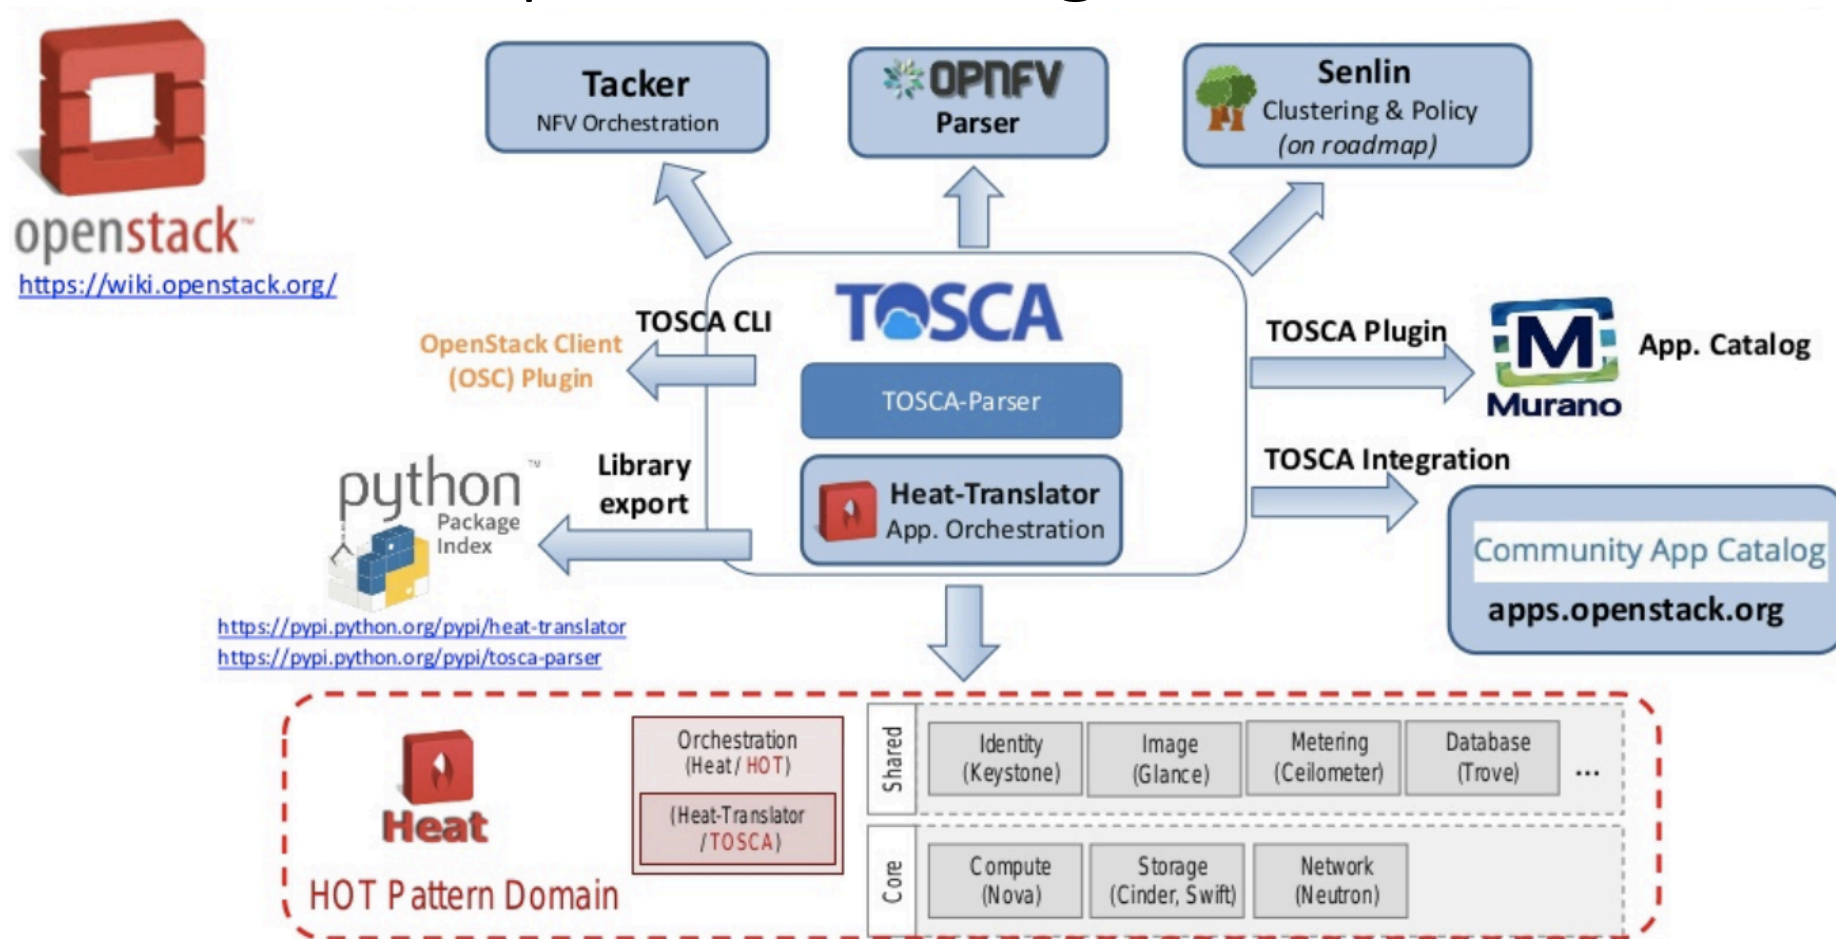 Tacker
NFV Orchestration
OPNFV
Parser
Senlin
Clustering & Policy
(on roadmap)
openstack™
https://wiki.openstack.org/
TOSCA
TOSCA CLI
OpenStack Client
(OSC) Plugin
TOSCA Plugin
M
Murano
App. Catalog
TOSCA-Parser
Library
export
python™
Package
Index
Heat-Translator
App. Orchestration
TOSCA Integration
Community App Catalog
apps.openstack.org
https://pypi.python.org/pypi/heat-translator
https://pypi.python.org/pypi/tosca-parser
Heat
HOT Pattern Domain
Orchestration
(Heat / HOT)
(Heat-Translator
/ TOSCA)
Shared
Identity
(Keystone)
Image
(Glance)
Metering
(Ceilometer)
Database
(Trove)
...
Core
Compute
(Nova)
Storage
(Cinder, Swift)
Network
(Neutron)